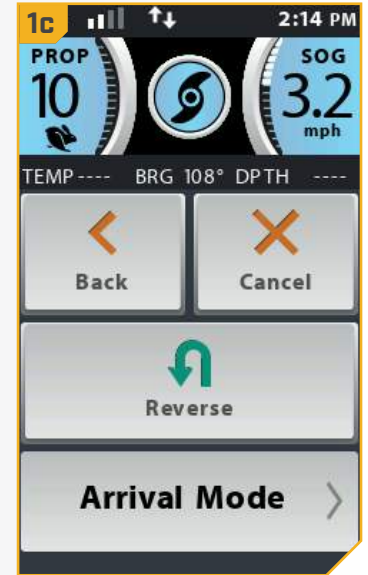 1c 2:14 PM
PROP SOG
10 3.2
mph
TEMP ---- BRG 108° DPTH ----
Back Cancel
Reverse
Arrival Mode